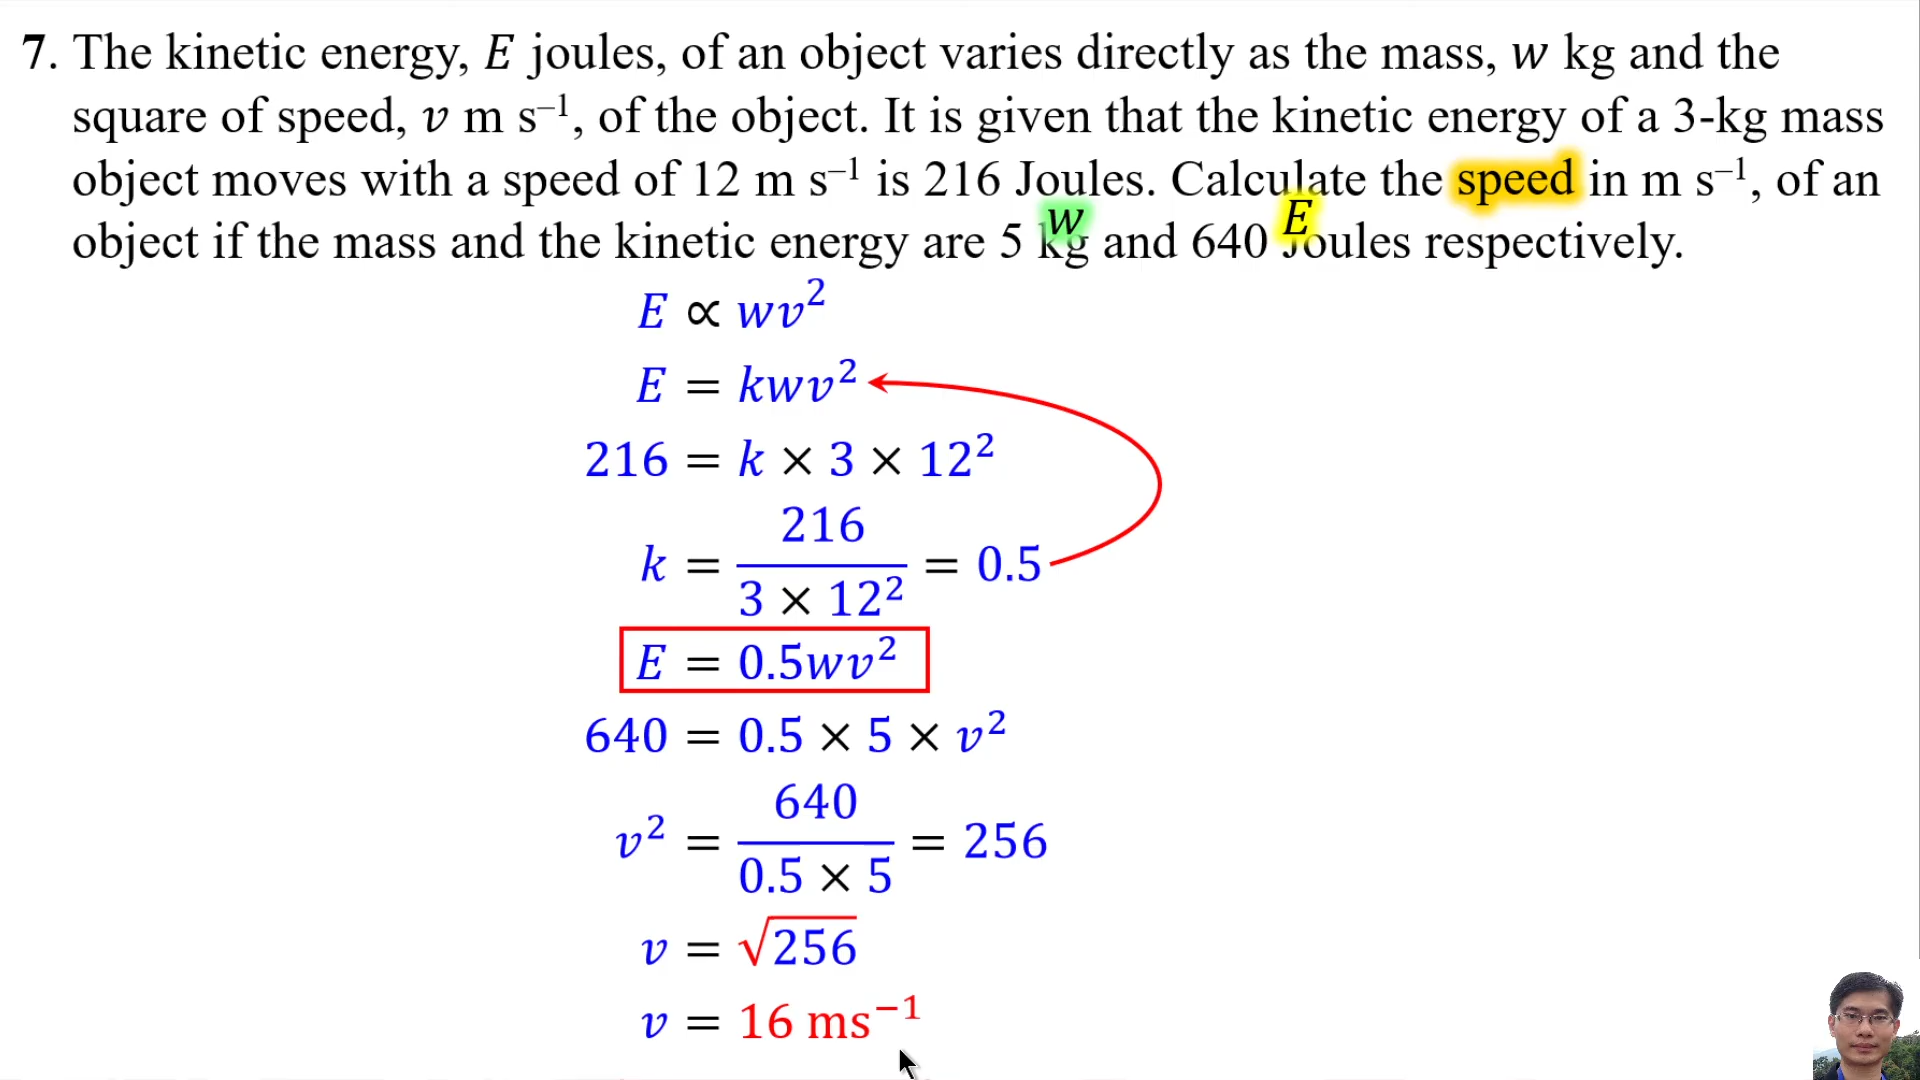 7. The kinetic energy, E joules, of an object varies directly as the mass, w kg and the
square of speed, v m s⁻¹, of the object. It is given that the kinetic energy of a 3-kg mass
object moves with a speed of 12 m s⁻¹ is 216 Joules. Calculate the speed in m s⁻¹, of an
w E
object if the mass and the kinetic energy are 5 kg and 640 Joules respectively.
E ∝ wv²
E = kwv²
216 = k × 3 × 12²
k = 216 / (3 × 12²) = 0.5
E = 0.5wv²
640 = 0.5 × 5 × v²
v² = 640 / (0.5 × 5) = 256
v = √256
v = 16 ms⁻¹